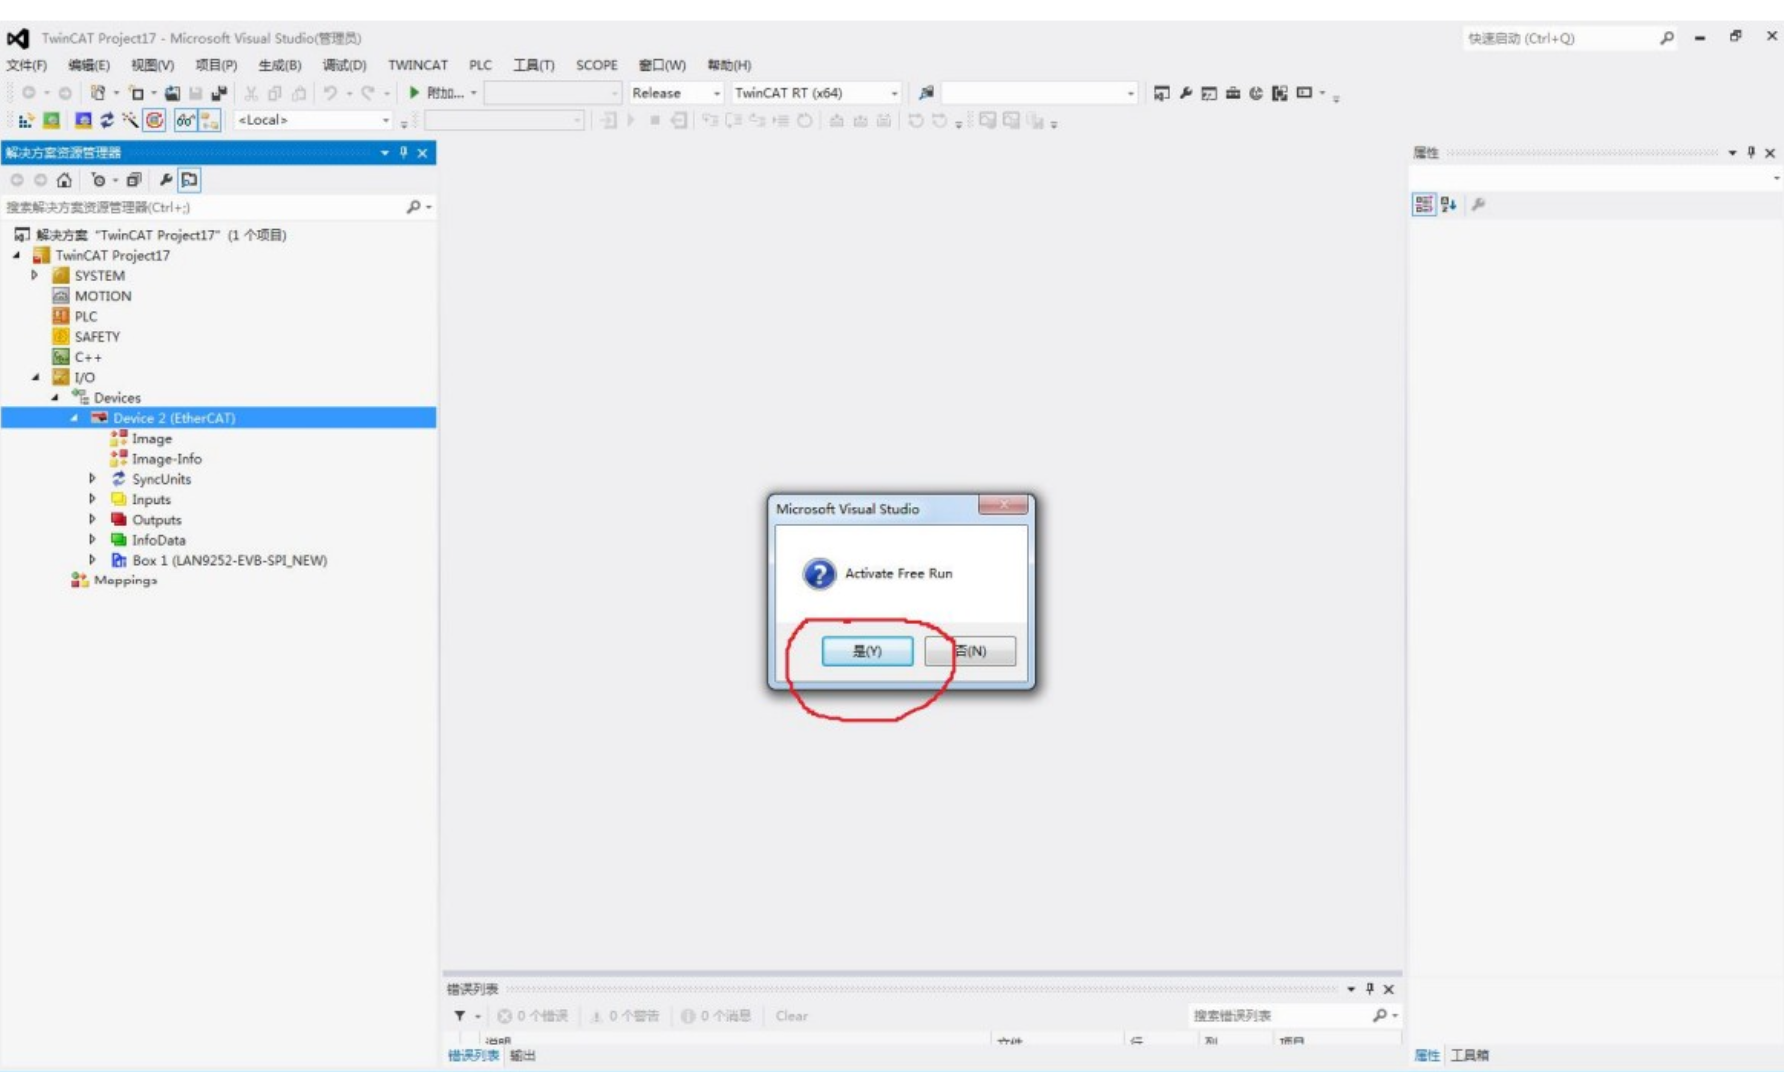 TwinCAT Project17 - Microsoft Visual Studio(管理员)
快速启动 (Ctrl+Q)
文件(F) 编辑(E) 视图(V) 项目(P) 生成(B) 调试(D) TWINCAT PLC 工具(T) SCOPE 窗口(W) 帮助(H)
附加... Release TwinCAT RT (x64)
<Local>
解决方案资源管理器
搜索解决方案资源管理器(Ctrl+;)
解决方案 "TwinCAT Project17" (1 个项目)
TwinCAT Project17
SYSTEM
MOTION
PLC
SAFETY
C++
I/O
Devices
Device 2 (EtherCAT)
Image
Image-Info
SyncUnits
Inputs
Outputs
InfoData
Box 1 (LAN9252-EVB-SPI_NEW)
Mappings
Microsoft Visual Studio
Activate Free Run
是(Y) 否(N)
属性
错误列表
0 个错误 0 个警告 0 个消息 Clear
搜索错误列表
说明 文件 行 列 项目
错误列表 输出
属性 工具箱